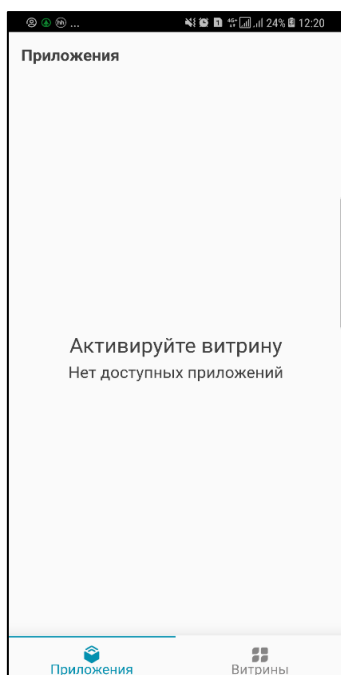 24% 12:20
Приложения
Активируйте витрину
Нет доступных приложений
Приложения
Витрины